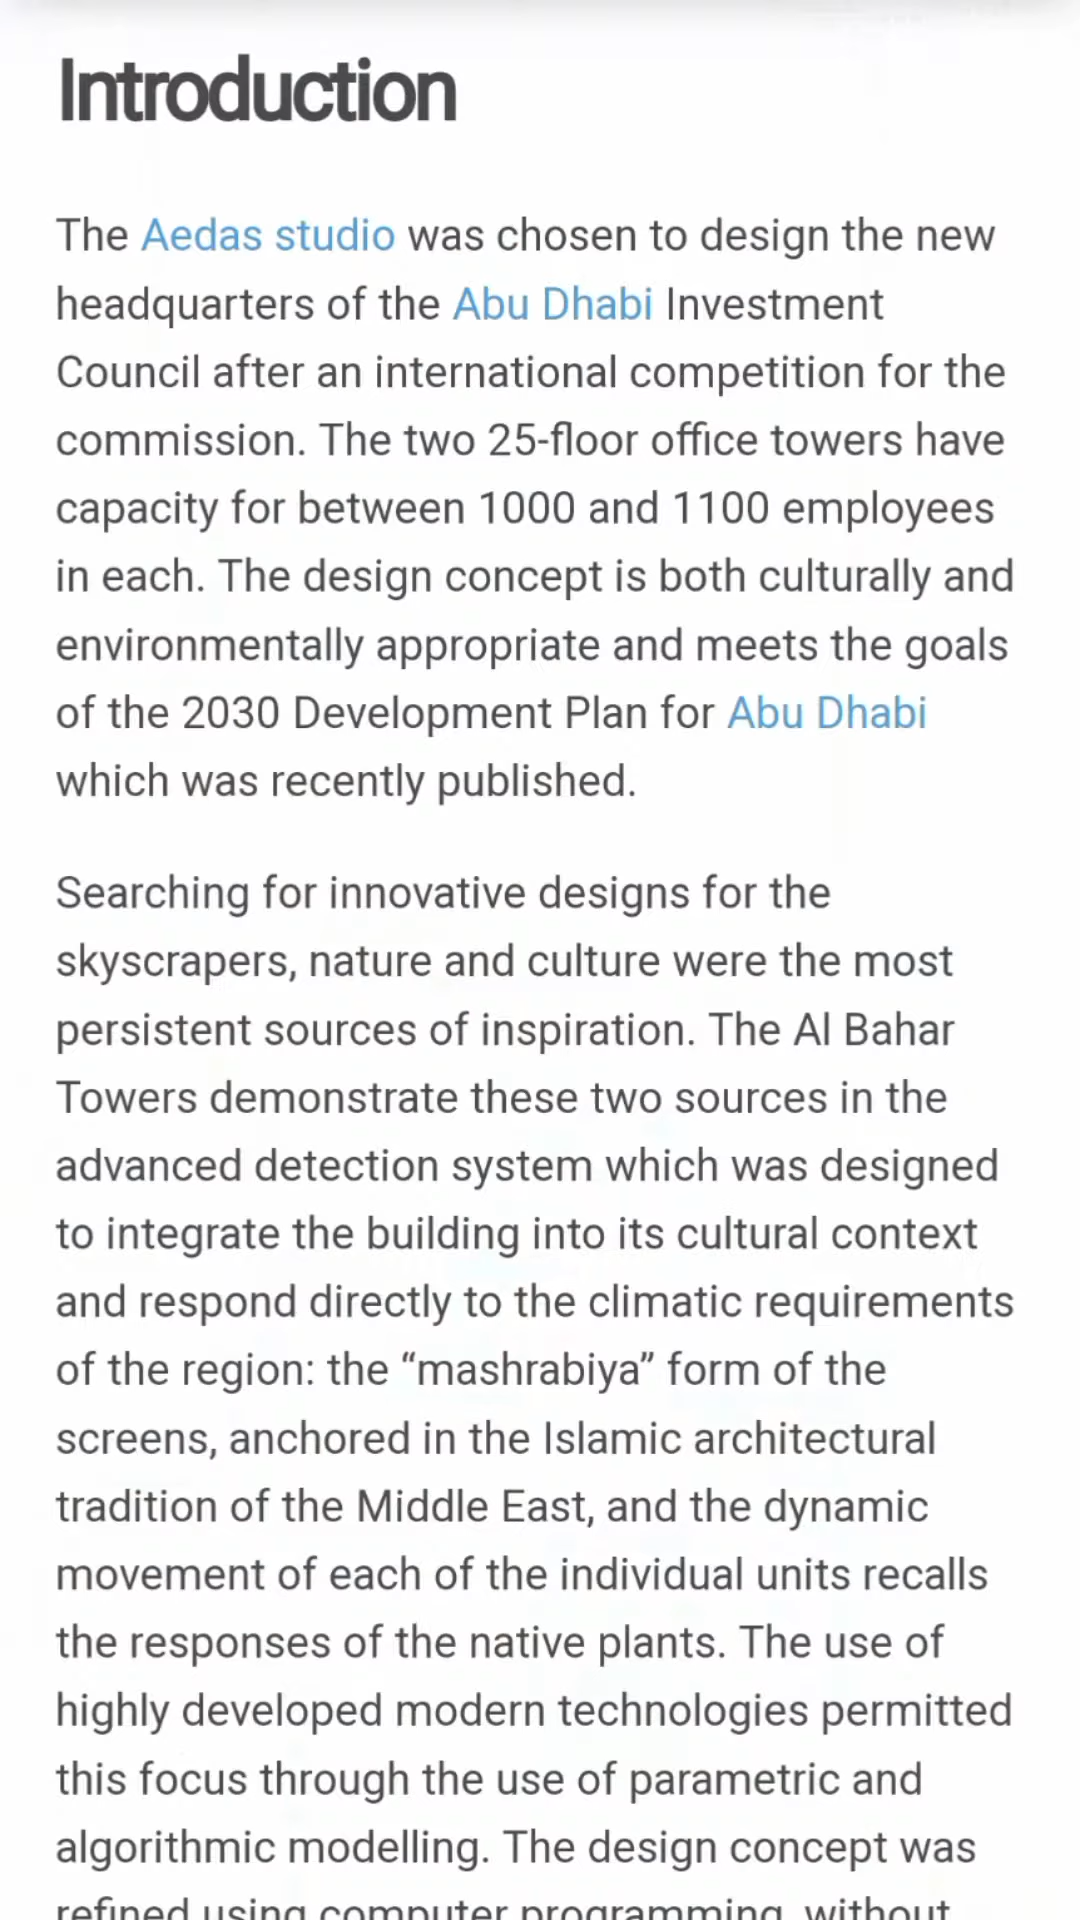 Introduction
The Aedas studio was chosen to design the new
headquarters of the Abu Dhabi Investment
Council after an international competition for the
commission. The two 25-floor office towers have
capacity for between 1000 and 1100 employees
in each. The design concept is both culturally and
environmentally appropriate and meets the goals
of the 2030 Development Plan for Abu Dhabi
which was recently published.
Searching for innovative designs for the
skyscrapers, nature and culture were the most
persistent sources of inspiration. The Al Bahar
Towers demonstrate these two sources in the
advanced detection system which was designed
to integrate the building into its cultural context
and respond directly to the climatic requirements
of the region: the “mashrabiya” form of the
screens, anchored in the Islamic architectural
tradition of the Middle East, and the dynamic
movement of each of the individual units recalls
the responses of the native plants. The use of
highly developed modern technologies permitted
this focus through the use of parametric and
algorithmic modelling. The design concept was
refined using computer programming, without